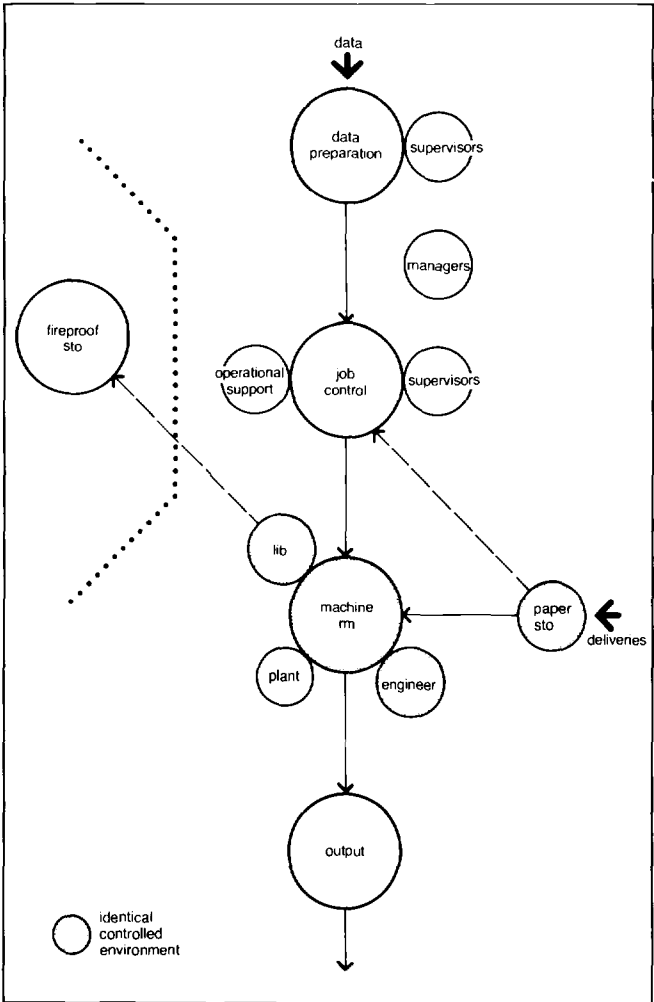 data
data
preparation
supervisors
managers
fireproof
sto
operational
support
job
control
supervisors
lib
machine
rm
paper
sto
deliveries
plant
engineer
output
identical
controlled
environment